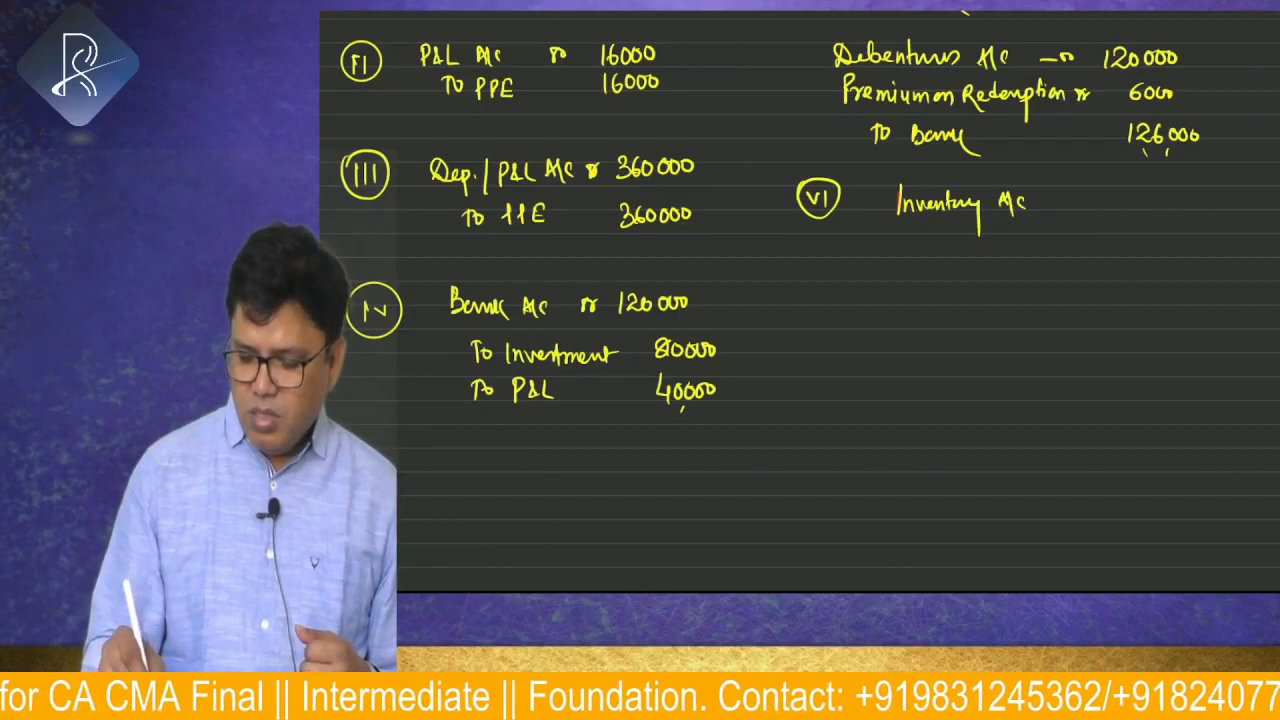 II P&L A/c Dr 16000
To PPE 16000
III Dep./P&L A/c Dr 360000
To PPE 360000
IV Bank A/c Dr 120000
To Investment 80000
To P&L 40000
Debentures A/c — Dr 120000
Premium on Redemption Dr 6000
To Bank 126000
VI Inventory A/c
for CA CMA Final || Intermediate || Foundation. Contact: +919831245362/+91824077